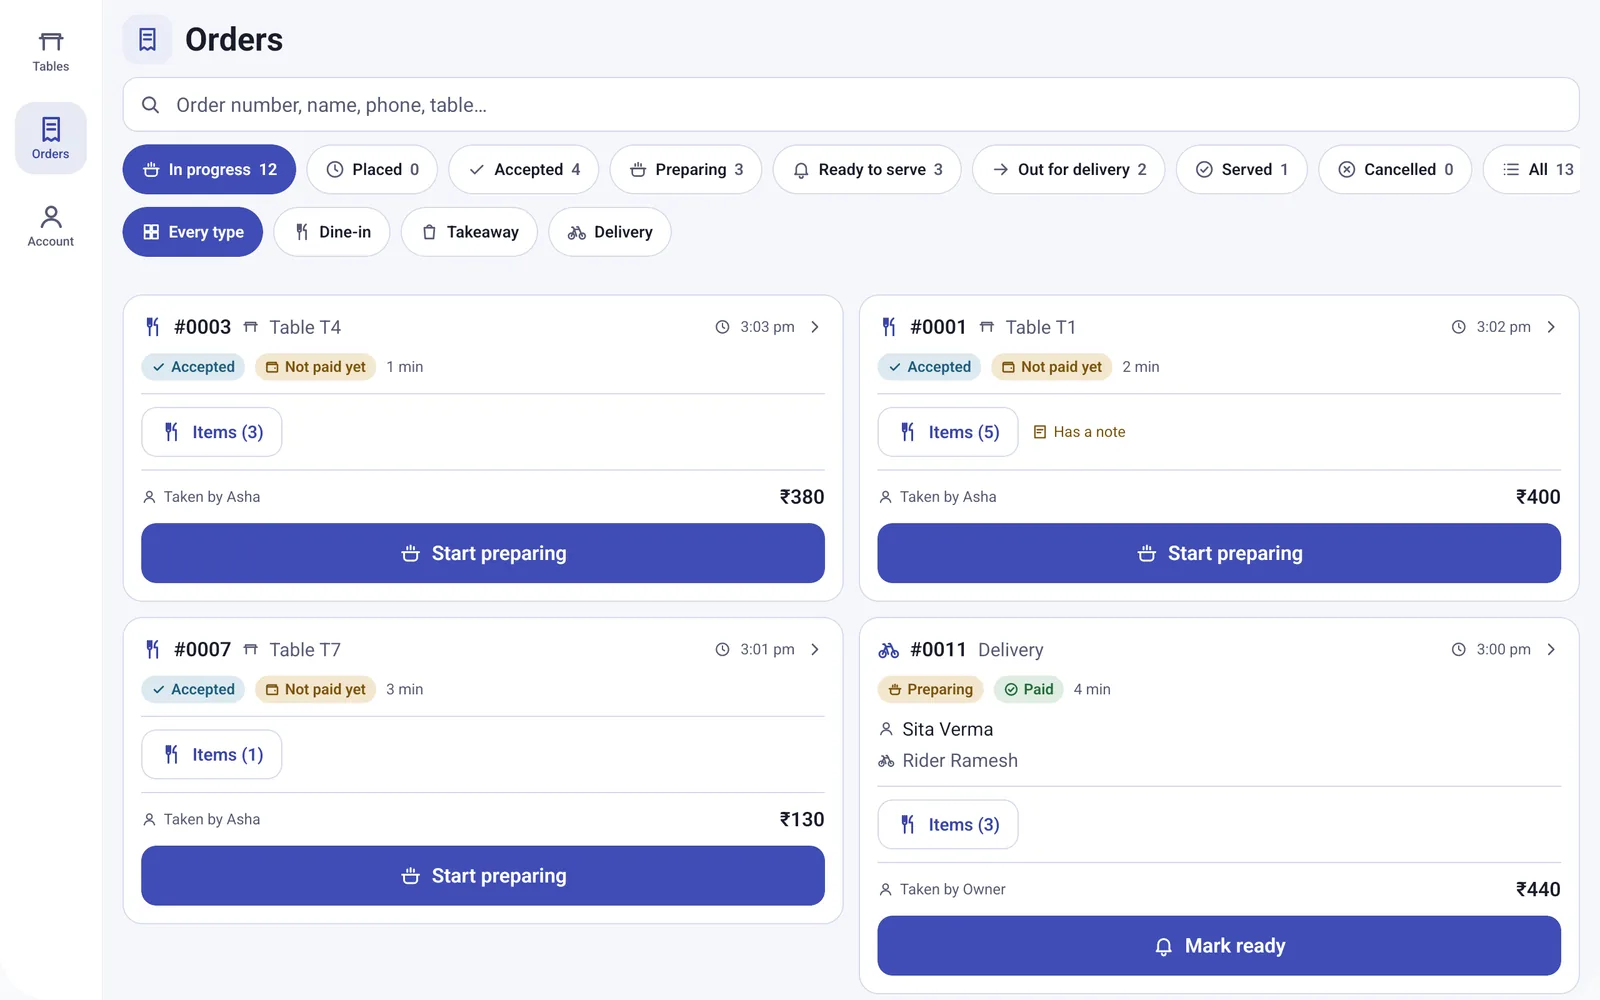 Tables
Orders
Account
Orders
Order number, name, phone, table...
In progress 12
Placed 0
Accepted 4
Preparing 3
Ready to serve 3
Out for delivery 2
Served 1
Cancelled 0
All 13
Every type
Dine-in
Takeaway
Delivery
#0003 Table T4 3:03 pm
Accepted Not paid yet 1 min
Items (3)
Taken by Asha ₹380
Start preparing
#0001 Table T1 3:02 pm
Accepted Not paid yet 2 min
Items (5) Has a note
Taken by Asha ₹400
Start preparing
#0007 Table T7 3:01 pm
Accepted Not paid yet 3 min
Items (1)
Taken by Asha ₹130
Start preparing
#0011 Delivery 3:00 pm
Preparing Paid 4 min
Sita Verma
Rider Ramesh
Items (3)
Taken by Owner ₹440
Mark ready